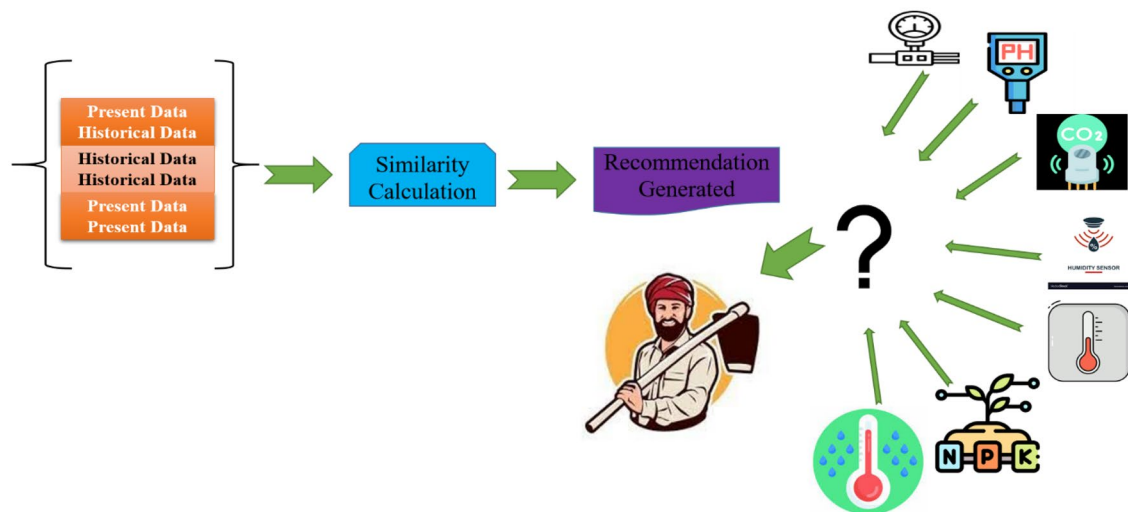 Present Data
Historical Data
Historical Data
Historical Data
Present Data
Present Data
Similarity
Calculation
Recommendation
Generated
PH
CO2
HUMIDITY SENSOR
N P K